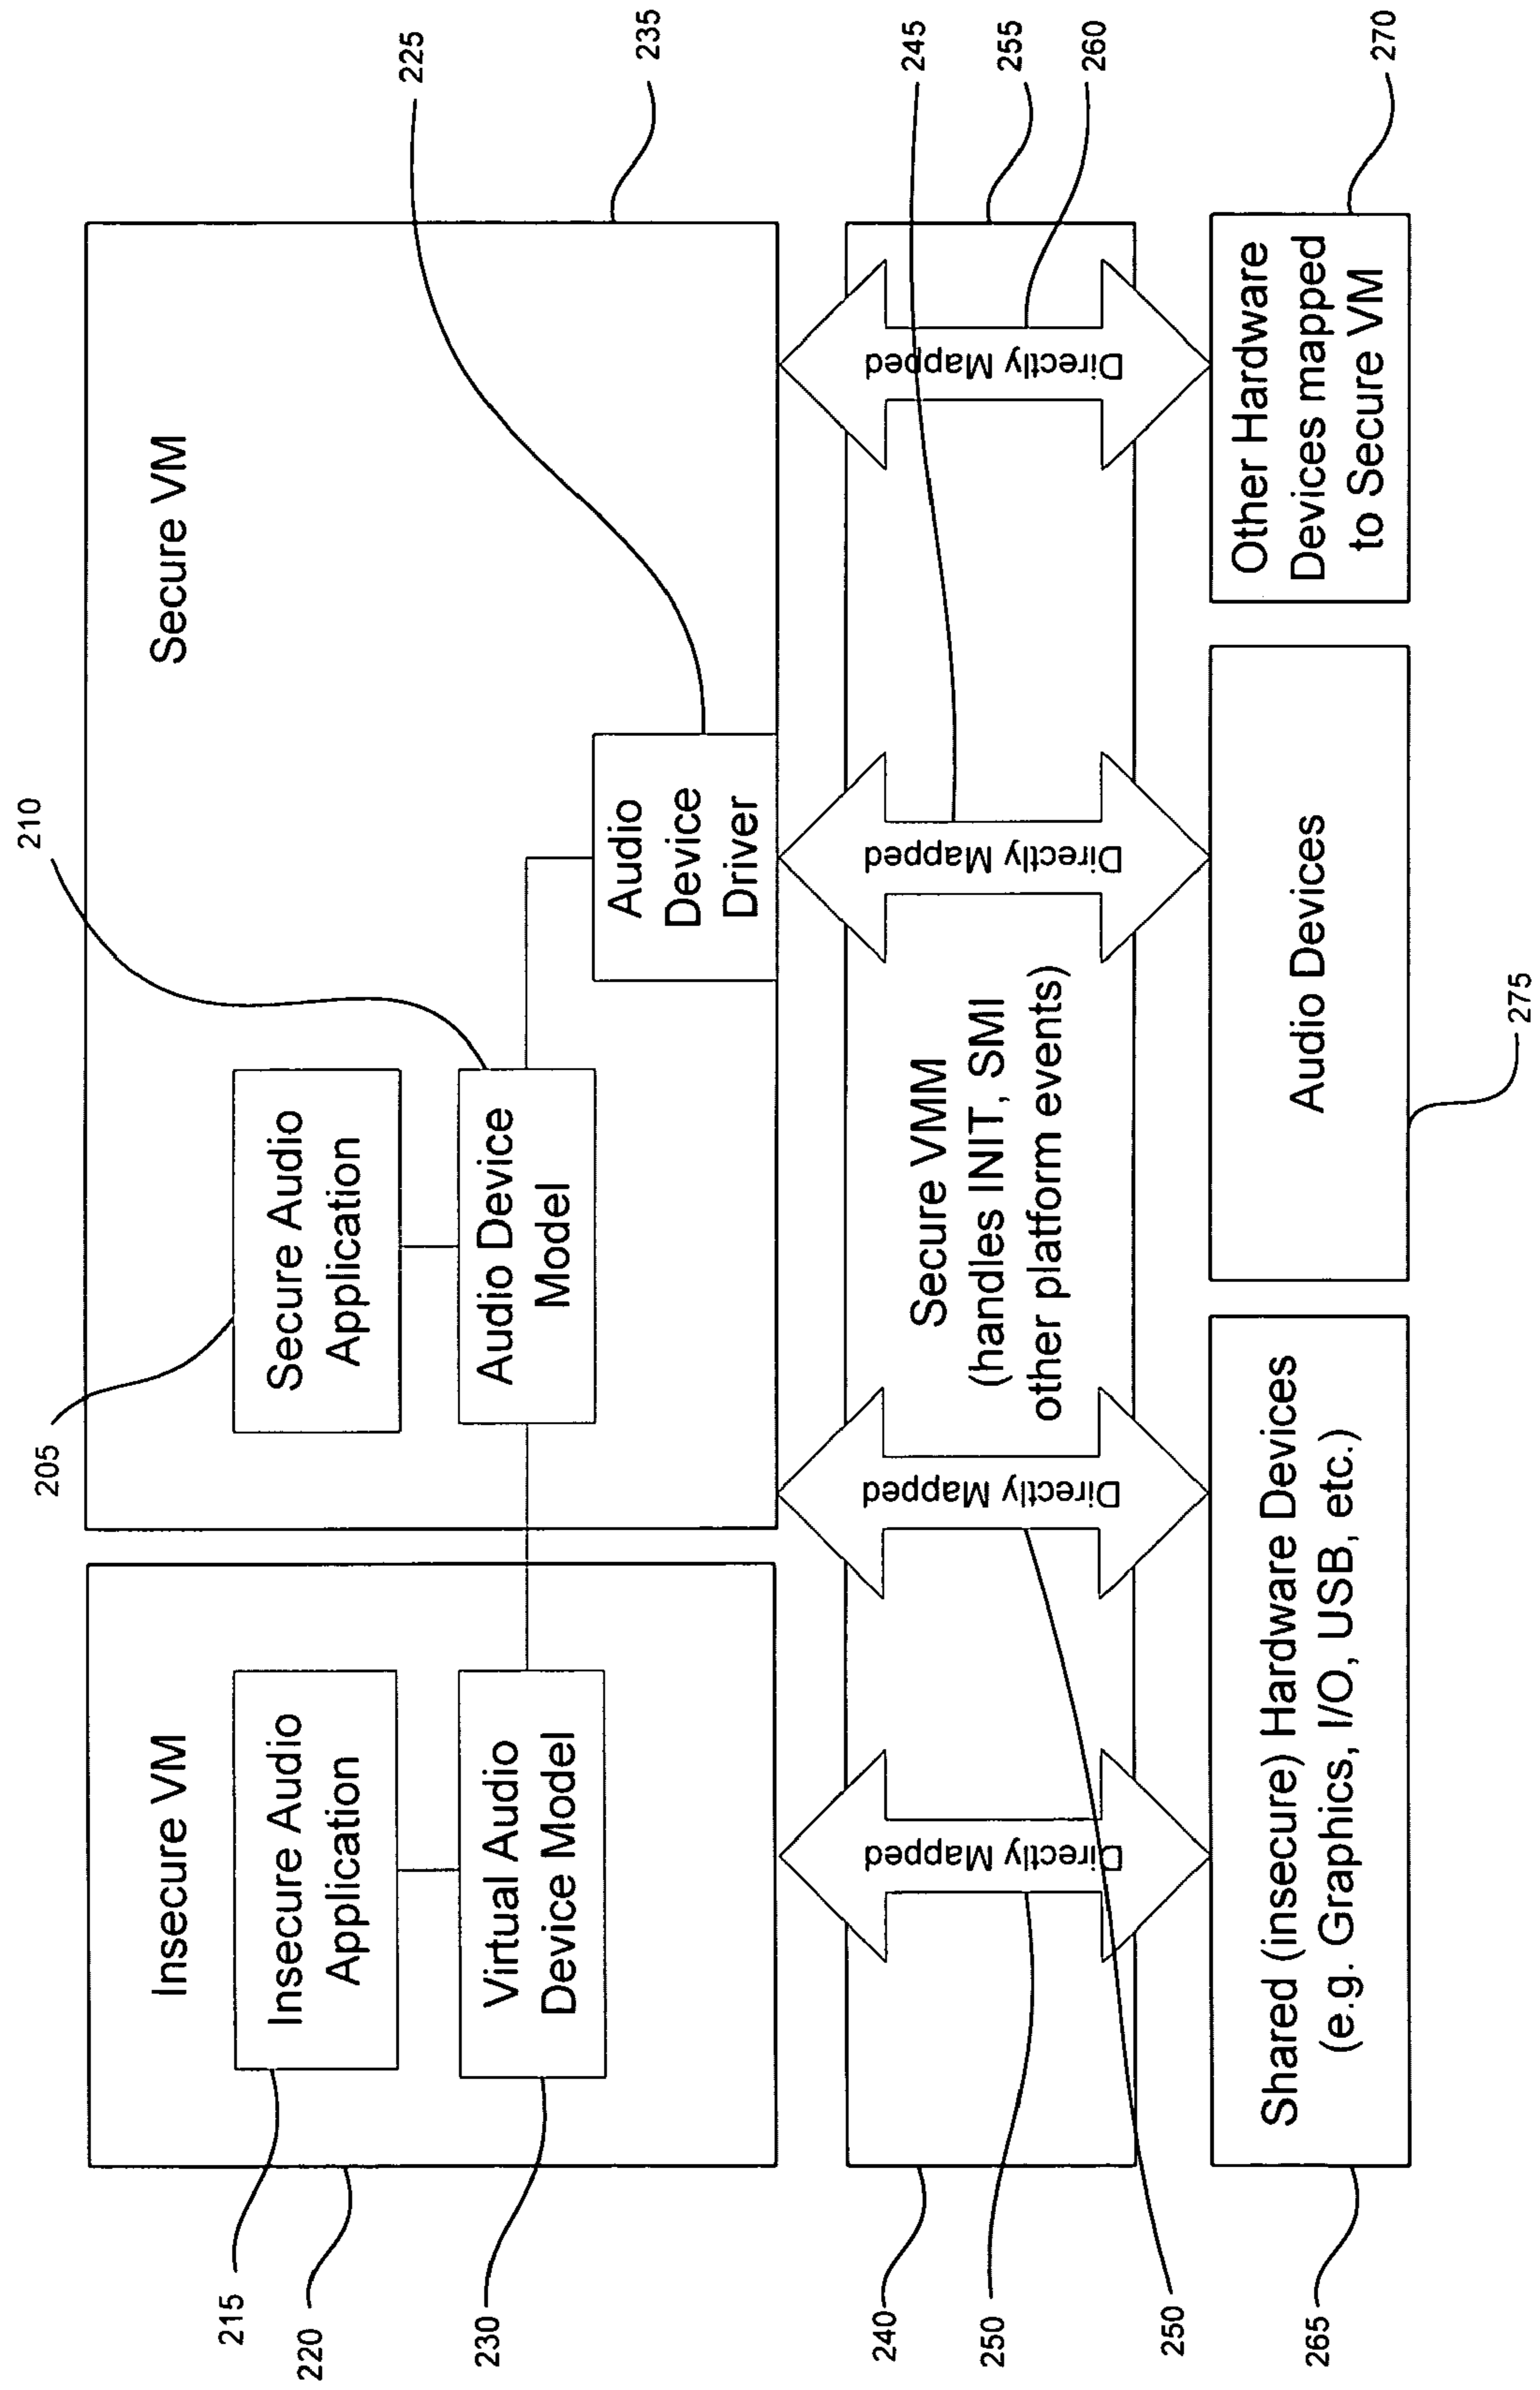 210
225
235
205
Secure VM
Secure Audio
Application
Audio Device
Model
Audio
Device
Driver
Insecure VM
Insecure Audio
Application
Virtual Audio
Device Model
215
220
230
245
255
260
Directly Mapped
Directly Mapped
Secure VMM
(handles INIT, SMI
other platform events)
Directly Mapped
Directly Mapped
240
250
250
Shared (insecure) Hardware Devices
(e.g. Graphics, I/O, USB, etc.)
Audio Devices
Other Hardware
Devices mapped
to Secure VM
265
275
270